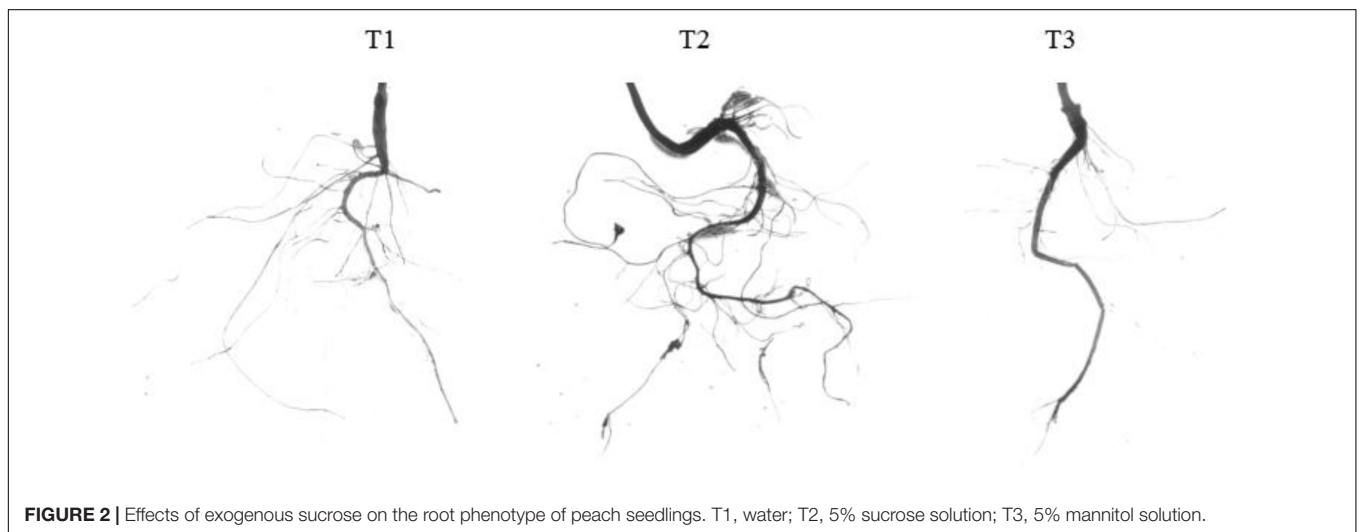 T1 T2 T3
FIGURE 2 | Effects of exogenous sucrose on the root phenotype of peach seedlings. T1, water; T2, 5% sucrose solution; T3, 5% mannitol solution.